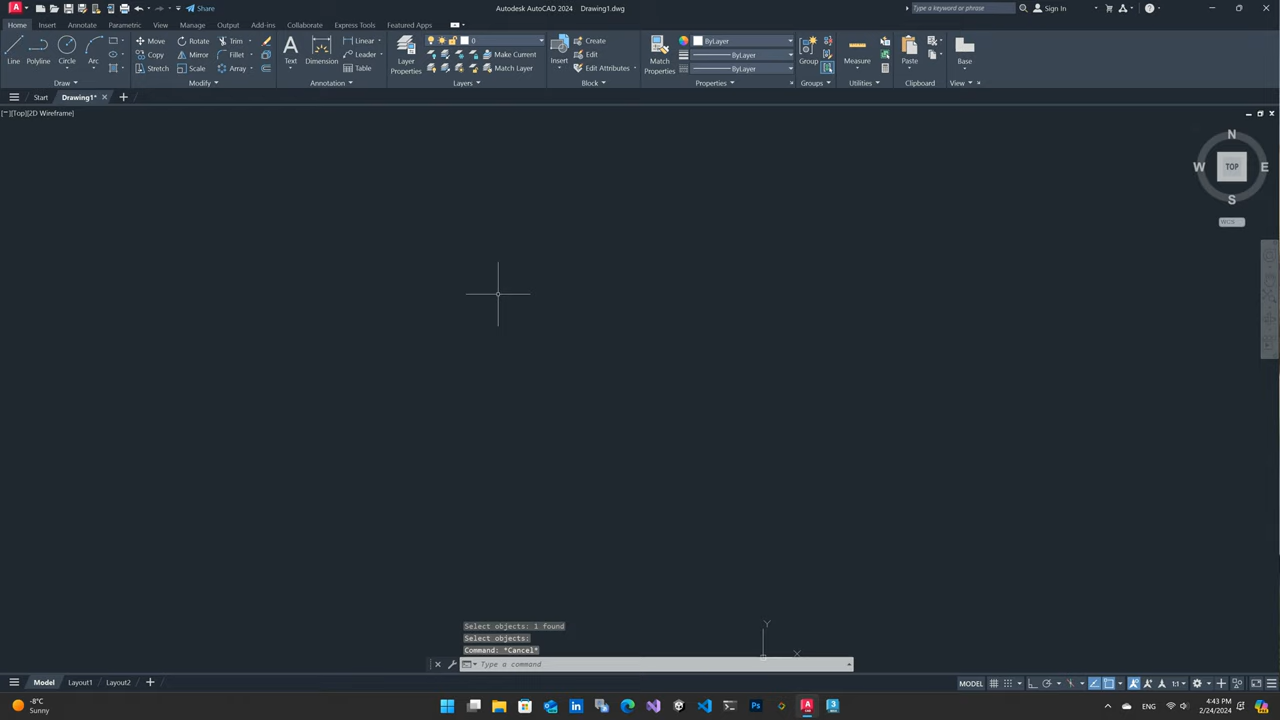 Share
Autodesk AutoCAD 2024 Drawing1.dwg
Type a keyword or phrase
Sign In
Home Insert Annotate Parametric View Manage Output Add-ins Collaborate Express Tools Featured Apps
Line
Polyline
Circle
Arc
Move
Copy
Stretch
Rotate
Mirror
Scale
Trim
Fillet
Array
Text
Dimension
Linear
Leader
Table
Layer
Properties
0
Make Current
Match Layer
Insert
Create
Edit
Edit Attributes
Match
Properties
ByLayer
ByLayer
ByLayer
Group
Measure
Paste
Base
Draw
Modify
Annotation
Layers
Block
Properties
Groups
Utilities
Clipboard
View
Start
Drawing1*
[−][Top][2D Wireframe]
N
W TOP E
S
WCS
Y
X
Select objects: 1 found
Select objects:
Command: *Cancel*
Type a command
Model Layout1 Layout2
MODEL
1:1
-8°C
Sunny
4:43 PM
2/24/2024